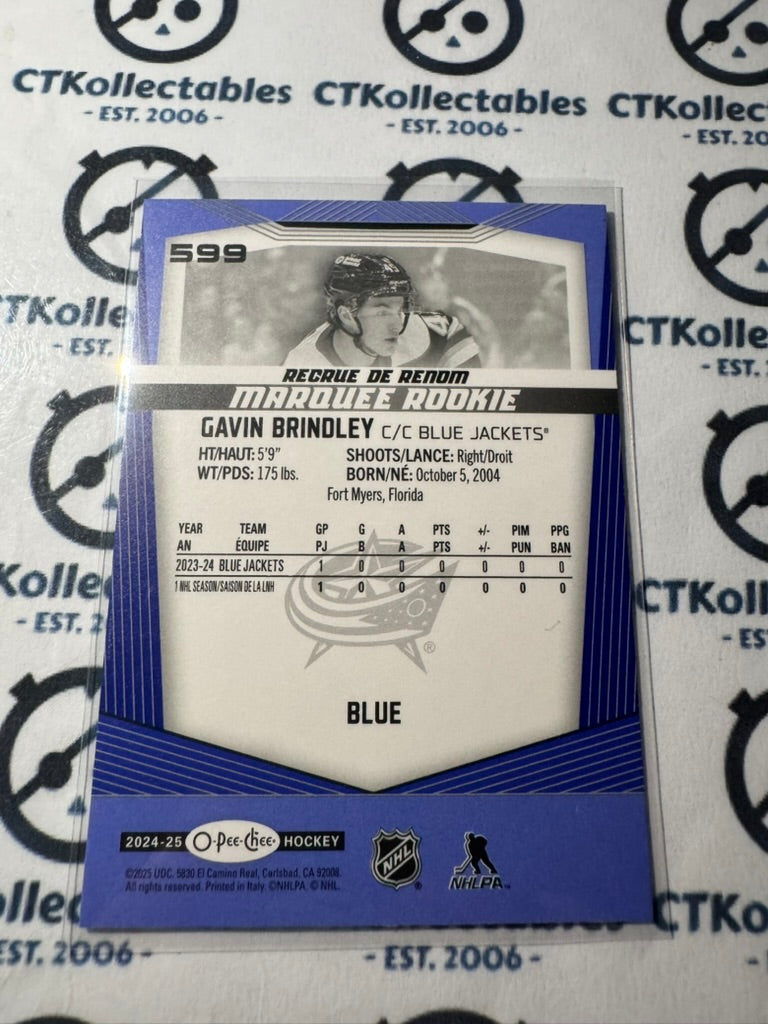 CTKollectables CTKollectables CTKollec
- EST. 2006 - - EST. 2006 - - EST. 20
599
CTKolle
- EST.
RECRUE DE RENOM
MARQUEE ROOKIE
GAVIN BRINDLEY C/C BLUE JACKETS®
HT/HAUT: 5'9" SHOOTS/LANCE: Right/Droit
WT/PDS: 175 lbs. BORN/NÉ: October 5, 2004
Fort Myers, Florida
YEAR TEAM GP G A PTS +/- PIM PPG
AN ÉQUIPE PJ B A PTS +/- PUN BAN
2023-24 BLUE JACKETS 1 0 0 0 0 0 0
1 NHL SEASON/SAISON DE LA LNH 1 0 0 0 0 0 0
®
BLUE
2024-25 O-Pee-Chee HOCKEY
NHL ® NHLPA™
©2025 UDC. 5830 El Camino Real, Carlsbad, CA 92008.
All rights reserved. Printed in Italy. ©NHLPA. © NHL.
- EST. 2006 -